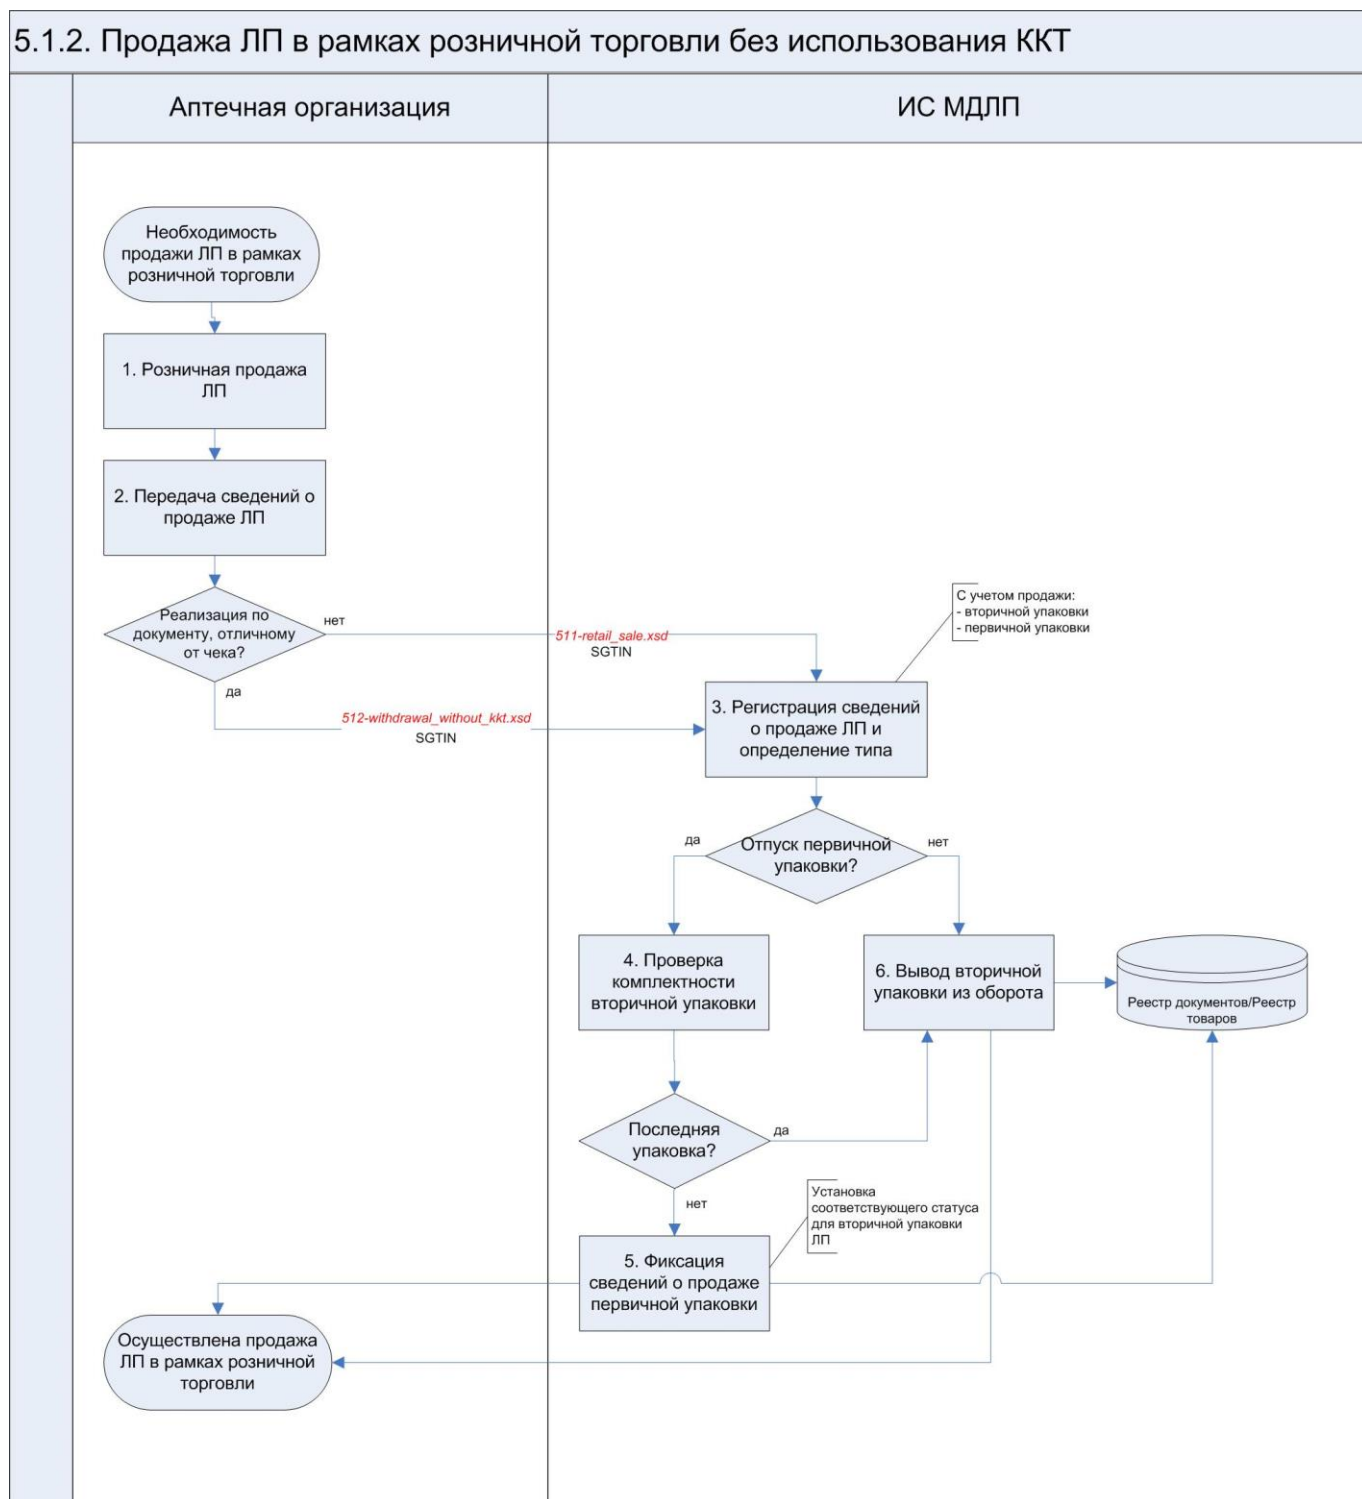 5.1.2. Продажа ЛП в рамках розничной торговли без использования ККТ
Аптечная организация
ИС МДЛП
Необходимость
продажи ЛП в рамках
розничной торговли
1. Розничная продажа
ЛП
2. Передача сведений о
продаже ЛП
Реализация по
документу, отличному
от чека?
нет
да
511-retail_sale.xsd
SGTIN
512-withdrawal_without_kkt.xsd
SGTIN
С учетом продажи:
- вторичной упаковки
- первичной упаковки
3. Регистрация сведений
о продаже ЛП и
определение типа
Отпуск первичной
упаковки?
да
нет
4. Проверка
комплектности
вторичной упаковки
6. Вывод вторичной
упаковки из оборота
Реестр документов/Реестр
товаров
Последняя
упаковка?
да
нет
Установка
соответствующего статуса
для вторичной упаковки
ЛП
5. Фиксация
сведений о продаже
первичной упаковки
Осуществлена продажа
ЛП в рамках розничной
торговли